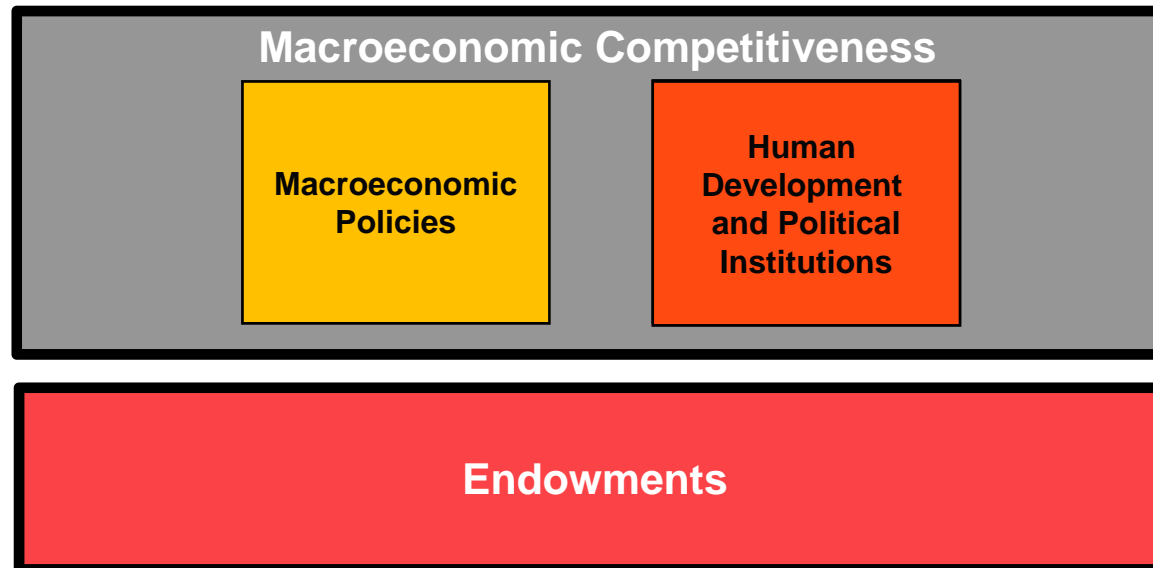 Macroeconomic Competitiveness
Macroeconomic
Policies
Human
Development
and Political
Institutions
Endowments